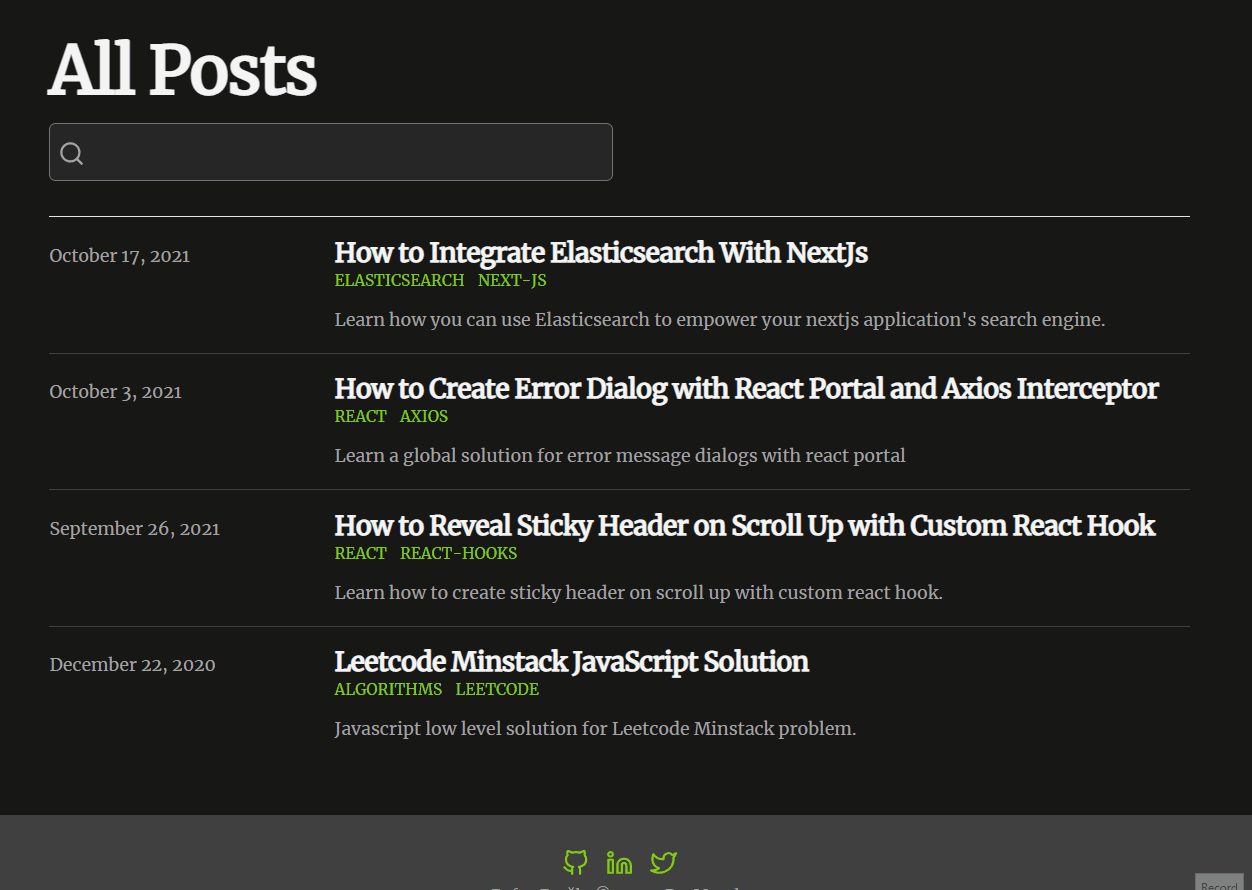 All Posts
October 17, 2021
How to Integrate Elasticsearch With NextJs
ELASTICSEARCH NEXT-JS
Learn how you can use Elasticsearch to empower your nextjs application's search engine.
October 3, 2021
How to Create Error Dialog with React Portal and Axios Interceptor
REACT AXIOS
Learn a global solution for error message dialogs with react portal
September 26, 2021
How to Reveal Sticky Header on Scroll Up with Custom React Hook
REACT REACT-HOOKS
Learn how to create sticky header on scroll up with custom react hook.
December 22, 2020
Leetcode Minstack JavaScript Solution
ALGORITHMS LEETCODE
Javascript low level solution for Leetcode Minstack problem.
Record